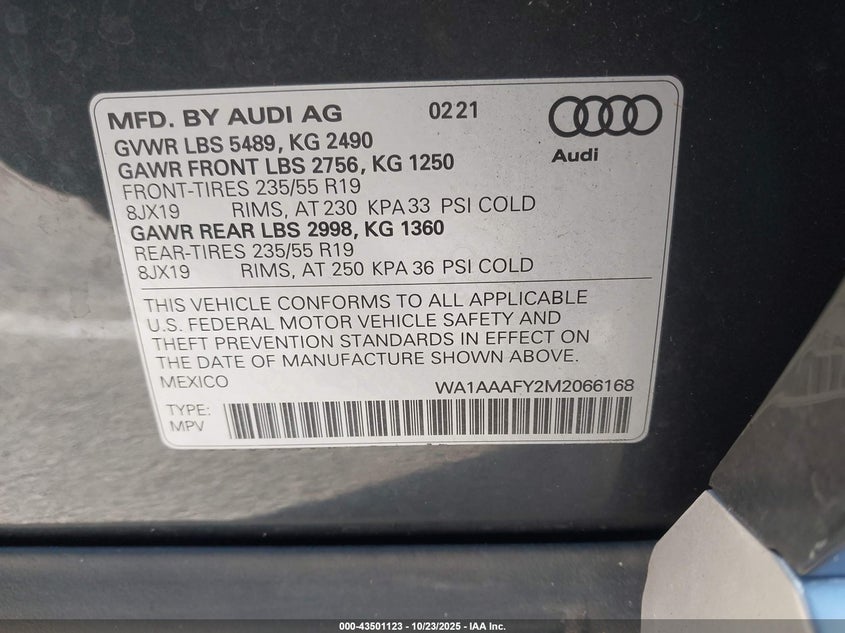 MFD. BY AUDI AG 0221
Audi
GVWR LBS 5489, KG 2490
GAWR FRONT LBS 2756, KG 1250
FRONT-TIRES 235/55 R19
8JX19 RIMS, AT 230 KPA 33 PSI COLD
GAWR REAR LBS 2998, KG 1360
REAR-TIRES 235/55 R19
8JX19 RIMS, AT 250 KPA 36 PSI COLD
THIS VEHICLE CONFORMS TO ALL APPLICABLE
U.S. FEDERAL MOTOR VEHICLE SAFETY AND
THEFT PREVENTION STANDARDS IN EFFECT ON
THE DATE OF MANUFACTURE SHOWN ABOVE.
MEXICO WA1AAAFY2M2066168
TYPE:
MPV
000-43501123 - 10/23/2025 - IAA Inc.